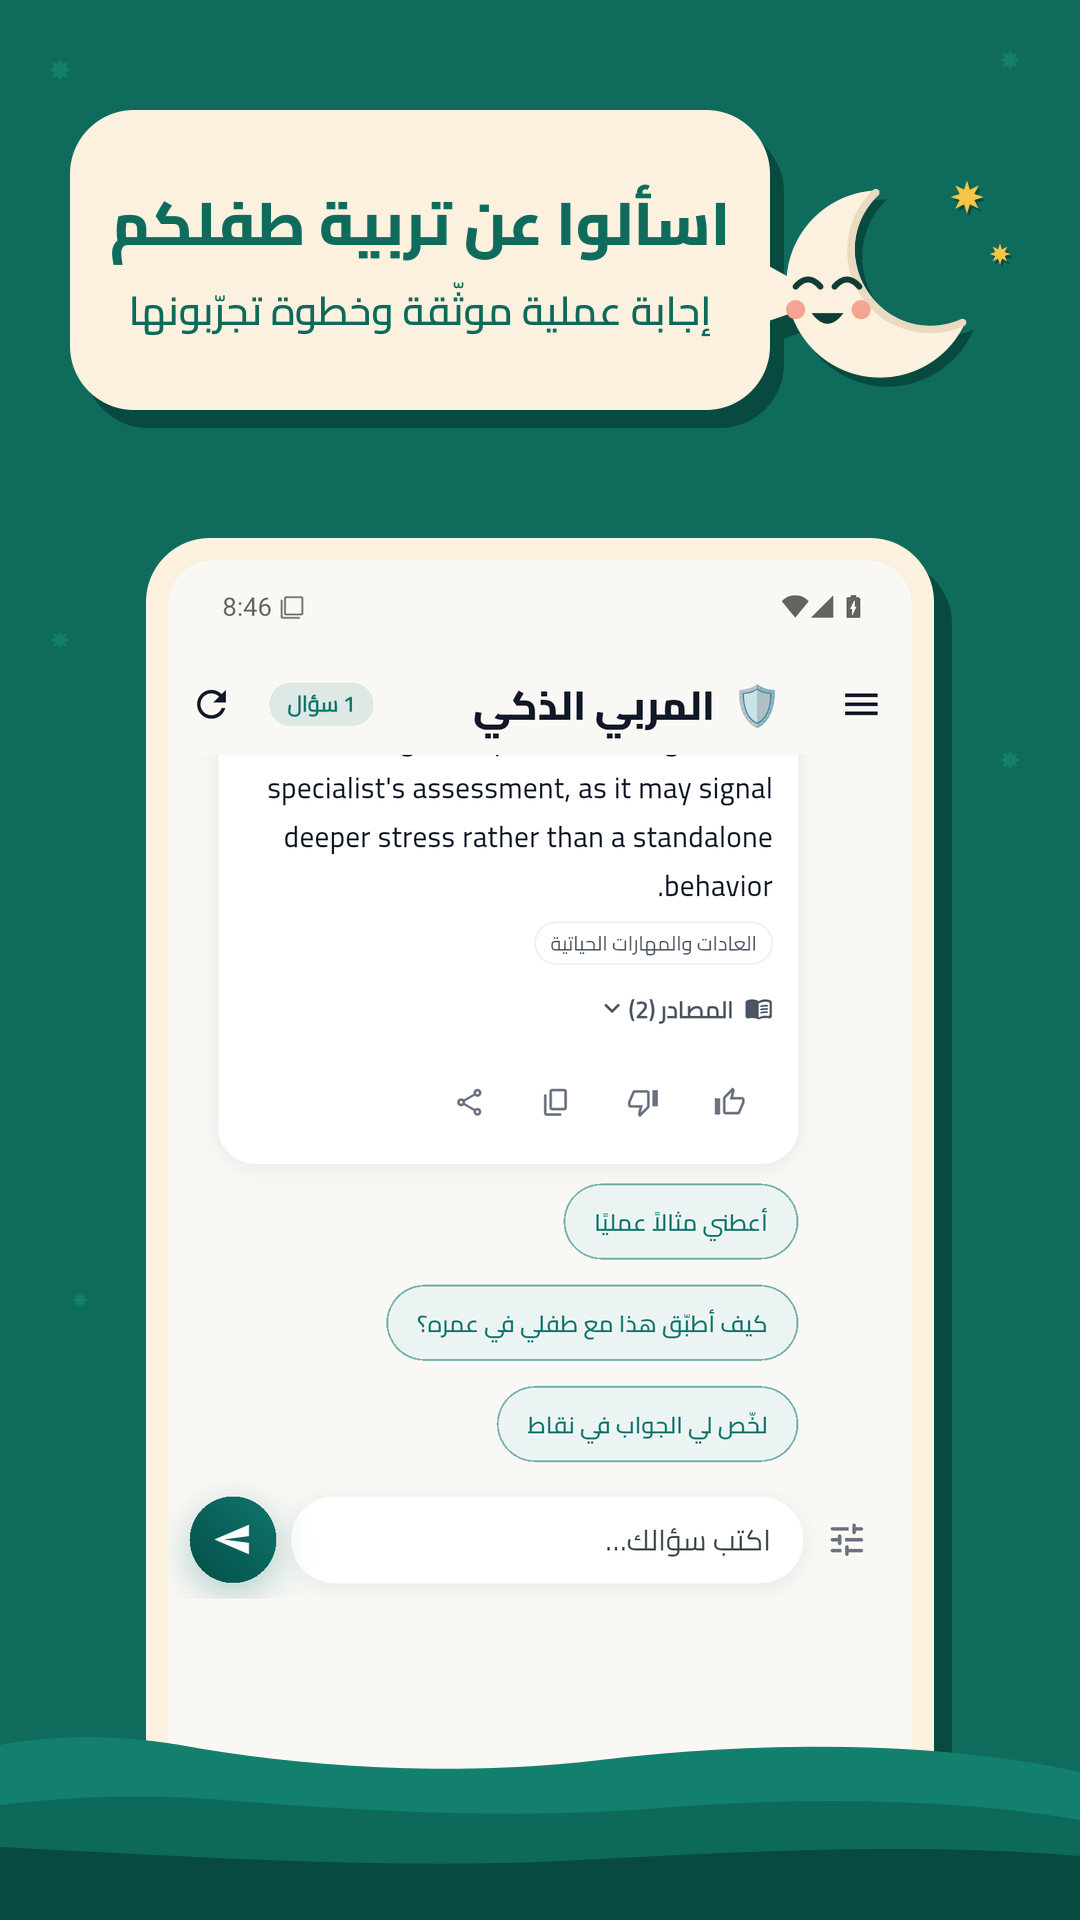 اسألوا عن تربية طفلكم
إجابة عملية موثّقة وخطوة تجرّبونها
8:46
المربي الذكي
1 سؤال
specialist's assessment, as it may signal
deeper stress rather than a standalone
behavior.
العادات والمهارات الحياتية
المصادر (2)
أعطني مثالاً عمليًا
كيف أطبّق هذا مع طفلي في عمره؟
لخّص لي الجواب في نقاط
اكتب سؤالك...